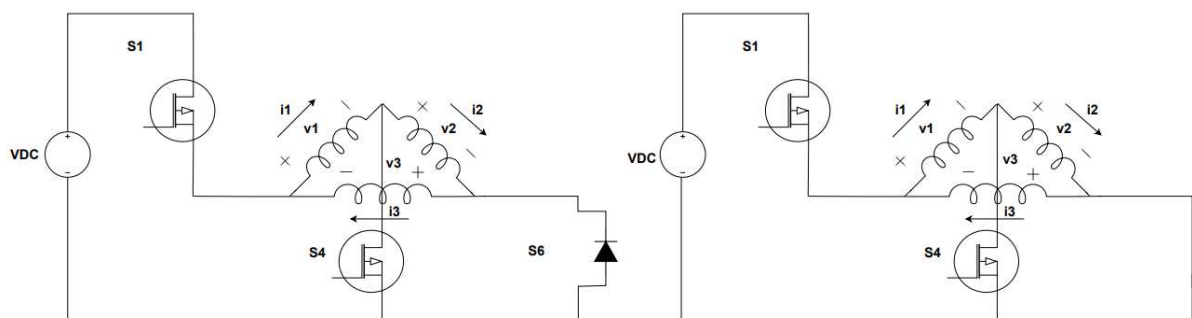 S1
i1
i2
v1
v2
VDC
+
-
v3
- +
i3
S4
S6
S1
i1
i2
v1
v2
VDC
+
-
v3
- +
i3
S4